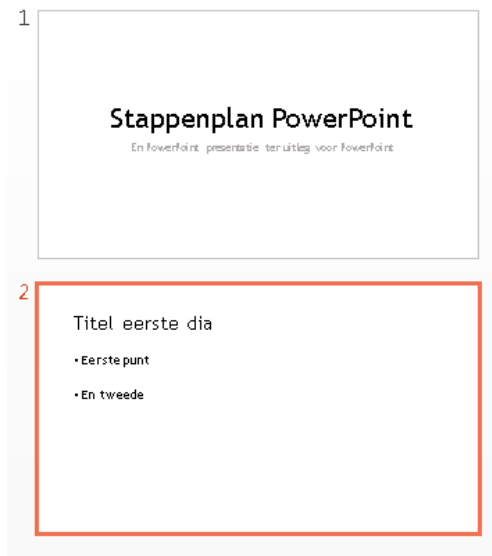 1
Stappenplan PowerPoint
En PowerPoint presentatie ter uitleg voor PowerPoint
2
Titel eerste dia
• Eerste punt
• En tweede